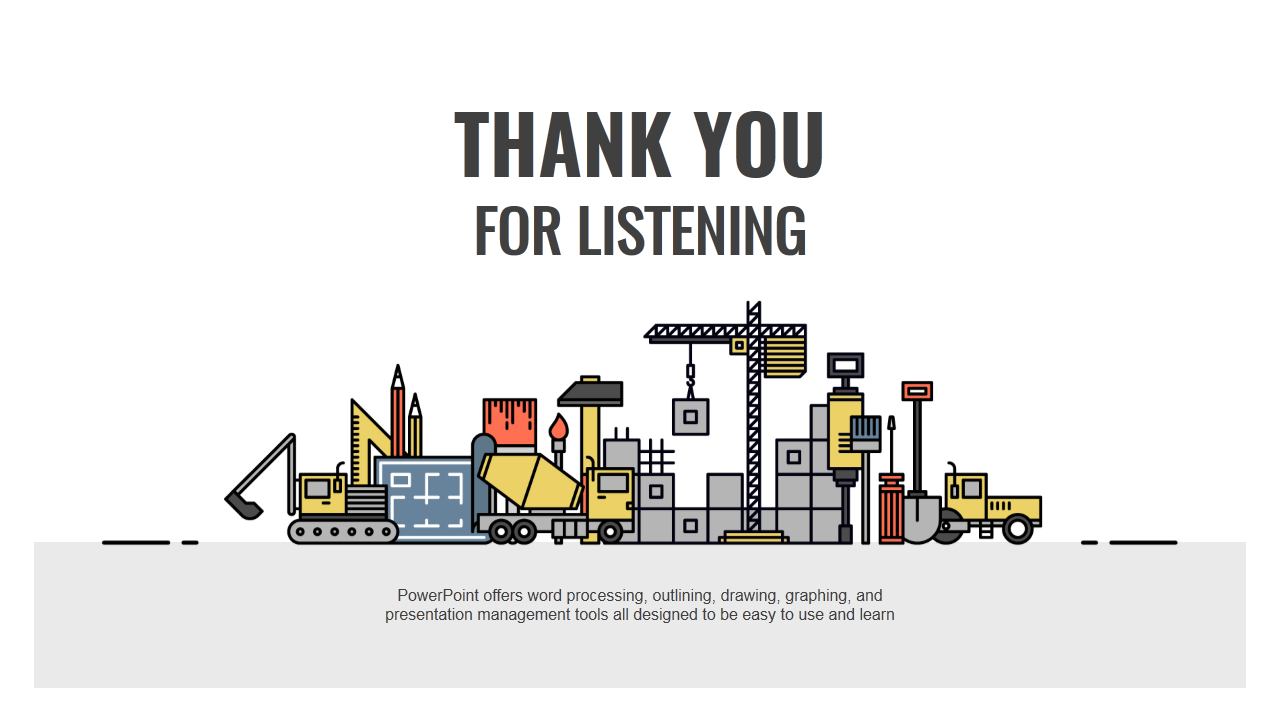 THANK YOU
FOR LISTENING
PowerPoint offers word processing, outlining, drawing, graphing, and
presentation management tools all designed to be easy to use and learn